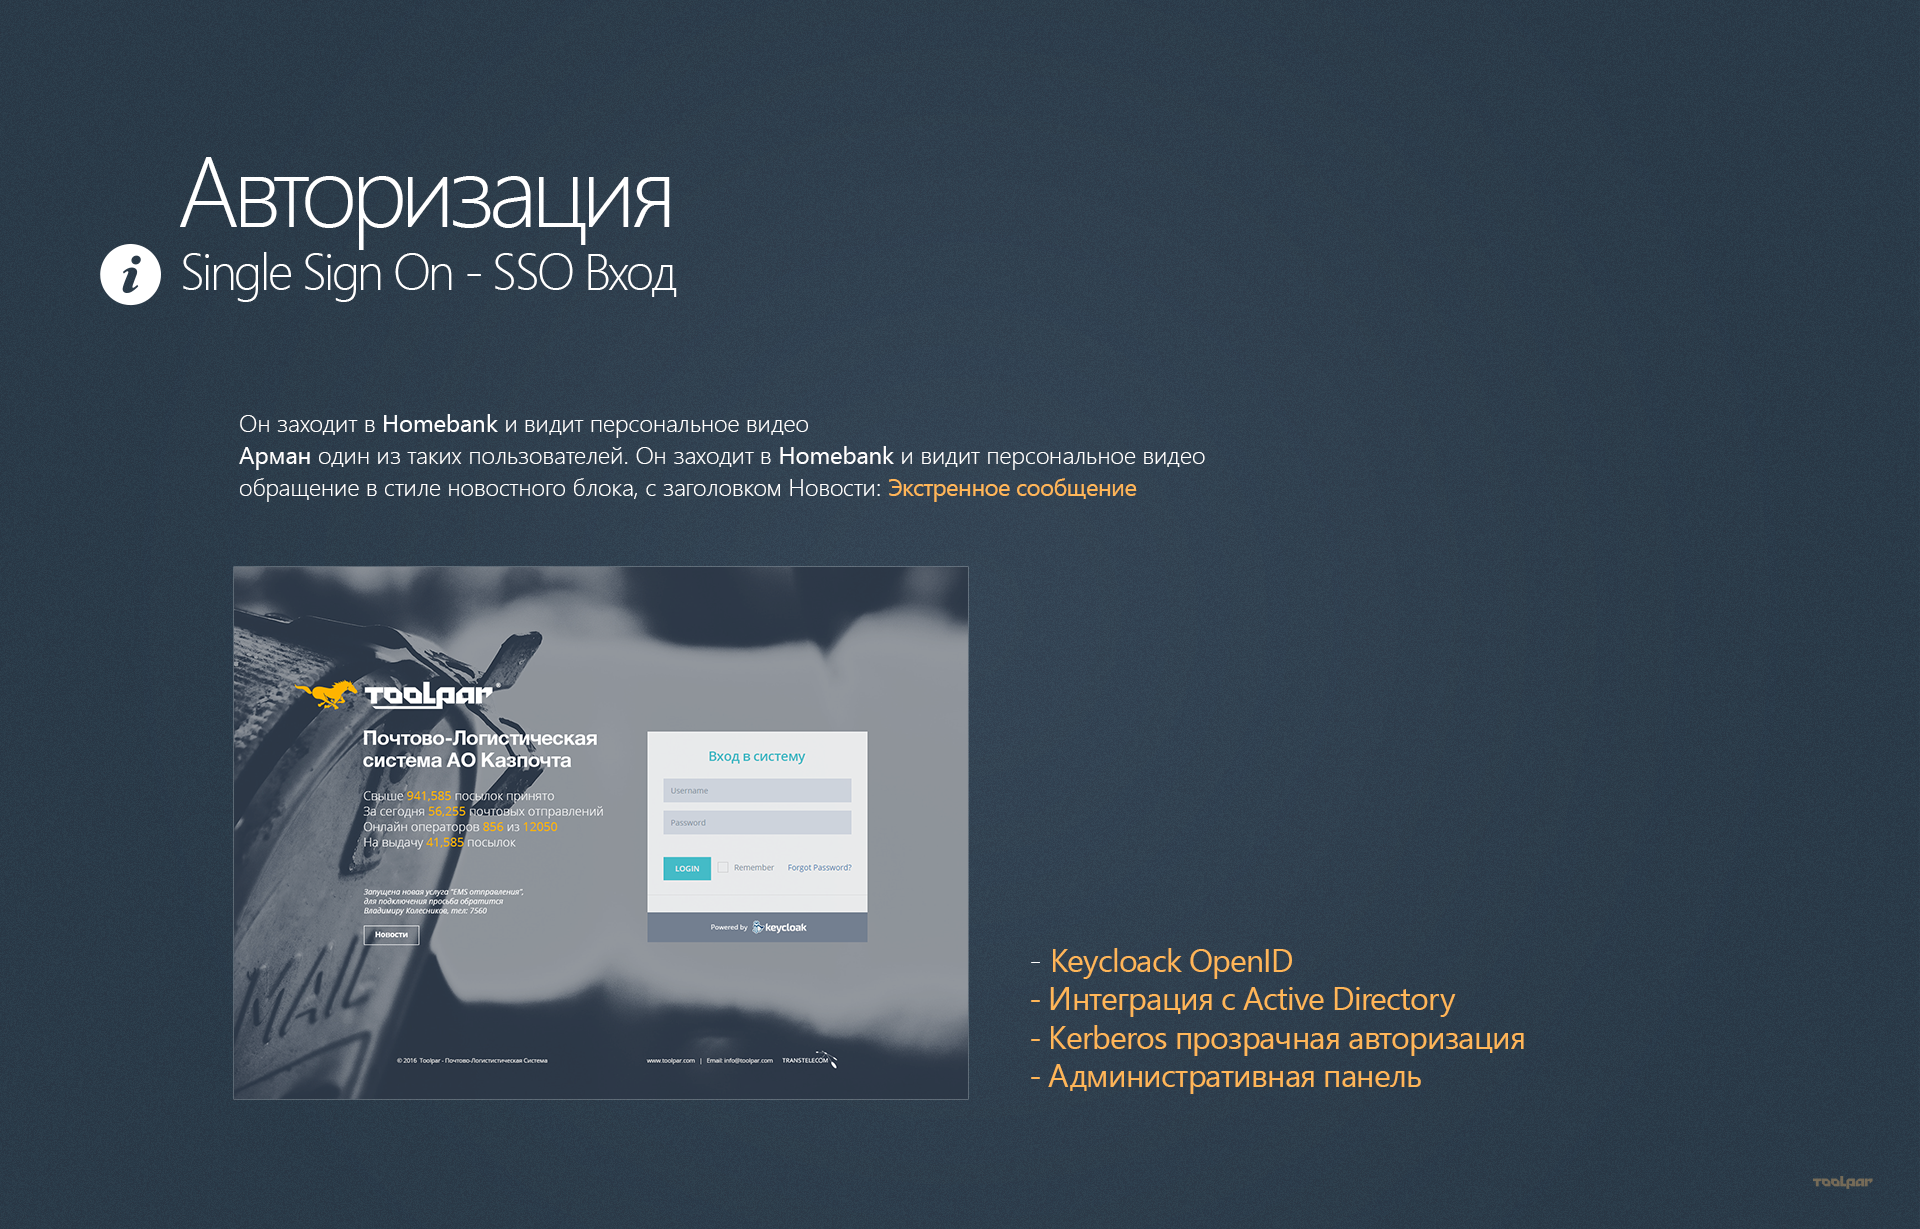 Авторизация
i Single Sign On - SSO Вход
Он заходит в Homebank и видит персональное видео
Арман один из таких пользователей. Он заходит в Homebank и видит персональное видео
обращение в стиле новостного блока, с заголовком Новости: Экстренное сообщение
Toolpar®
Почтово-Логистическая
система АО Казпочта
Свыше 941,585 посылок принято
За сегодня 56,255 почтовых отправлений
Онлайн операторов 856 из 12050
На выдачу 41,585 посылок
Запущена новая услуга "EMS отправления",
для подключения просьба обратится
Владимиру Колесников, тел: 7560
Новости
MAIL
Вход в систему
Username
Password
LOGIN Remember Forgot Password?
Powered by keycloak
© 2016 Toolpar - Почтово-Логистистическая Система
www.toolpar.com | Email: info@toolpar.com TRANSTELECOM
- Keycloack OpenID
- Интеграция с Active Directory
- Kerberos прозрачная авторизация
- Административная панель
Toolpar